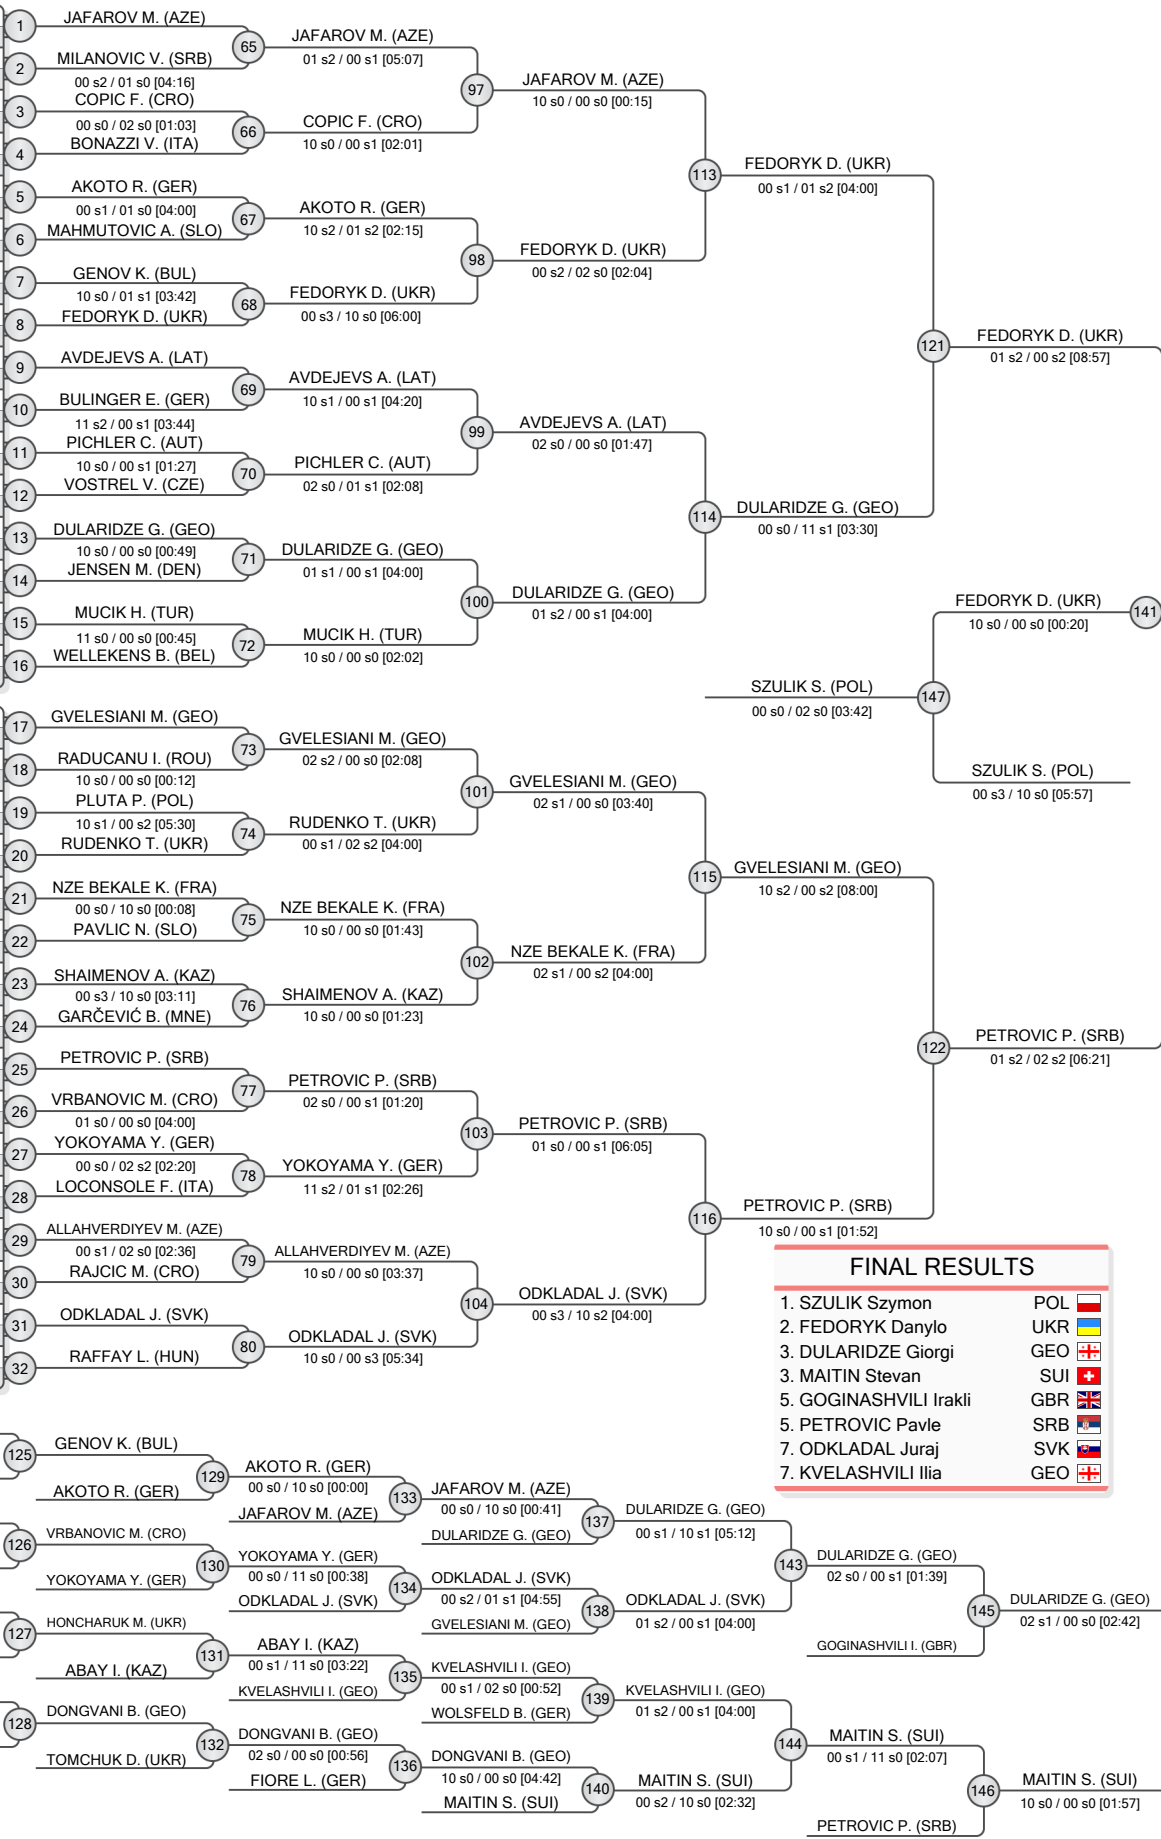 1 JAFAROV M. (AZE)
65 JAFAROV M. (AZE)
01 s2 / 00 s1 [05:07]
2 MILANOVIC V. (SRB)
00 s2 / 01 s0 [04:16]
97 JAFAROV M. (AZE)
10 s0 / 00 s0 [00:15]
3 COPIC F. (CRO)
00 s0 / 02 s0 [01:03]
66 COPIC F. (CRO)
10 s0 / 00 s1 [02:01]
4 BONAZZI V. (ITA)
113 FEDORYK D. (UKR)
00 s1 / 01 s2 [04:00]
5 AKOTO R. (GER)
00 s1 / 01 s0 [04:00]
67 AKOTO R. (GER)
10 s2 / 01 s2 [02:15]
6 MAHMUTOVIC A. (SLO)
98 FEDORYK D. (UKR)
00 s2 / 02 s0 [02:04]
7 GENOV K. (BUL)
10 s0 / 01 s1 [03:42]
68 FEDORYK D. (UKR)
00 s3 / 10 s0 [06:00]
8 FEDORYK D. (UKR)
121 FEDORYK D. (UKR)
01 s2 / 00 s2 [08:57]
9 AVDEJEVS A. (LAT)
69 AVDEJEVS A. (LAT)
10 s1 / 00 s1 [04:20]
10 BULINGER E. (GER)
11 s2 / 00 s1 [03:44]
99 AVDEJEVS A. (LAT)
02 s0 / 00 s0 [01:47]
11 PICHLER C. (AUT)
10 s0 / 00 s1 [01:27]
70 PICHLER C. (AUT)
02 s0 / 01 s1 [02:08]
12 VOSTREL V. (CZE)
114 DULARIDZE G. (GEO)
00 s0 / 11 s1 [03:30]
13 DULARIDZE G. (GEO)
10 s0 / 00 s0 [00:49]
71 DULARIDZE G. (GEO)
01 s1 / 00 s1 [04:00]
14 JENSEN M. (DEN)
100 DULARIDZE G. (GEO)
01 s2 / 00 s1 [04:00]
15 MUCIK H. (TUR)
11 s0 / 00 s0 [00:45]
72 MUCIK H. (TUR)
10 s0 / 00 s0 [02:02]
16 WELLEKENS B. (BEL)
FEDORYK D. (UKR) 141
10 s0 / 00 s0 [00:20]
SZULIK S. (POL) 147
00 s0 / 02 s0 [03:42]
SZULIK S. (POL)
00 s3 / 10 s0 [05:57]
17 GVELESIANI M. (GEO)
73 GVELESIANI M. (GEO)
02 s2 / 00 s0 [02:08]
18 RADUCANU I. (ROU)
10 s0 / 00 s0 [00:12]
101 GVELESIANI M. (GEO)
02 s1 / 00 s0 [03:40]
19 PLUTA P. (POL)
10 s1 / 00 s2 [05:30]
74 RUDENKO T. (UKR)
00 s1 / 02 s2 [04:00]
20 RUDENKO T. (UKR)
115 GVELESIANI M. (GEO)
10 s2 / 00 s2 [08:00]
21 NZE BEKALE K. (FRA)
00 s0 / 10 s0 [00:08]
75 NZE BEKALE K. (FRA)
10 s0 / 00 s0 [01:43]
22 PAVLIC N. (SLO)
102 NZE BEKALE K. (FRA)
02 s1 / 00 s2 [04:00]
23 SHAIMENOV A. (KAZ)
00 s3 / 10 s0 [03:11]
76 SHAIMENOV A. (KAZ)
10 s0 / 00 s0 [01:23]
24 GARČEVIĆ B. (MNE)
122 PETROVIC P. (SRB)
01 s2 / 02 s2 [06:21]
25 PETROVIC P. (SRB)
77 PETROVIC P. (SRB)
02 s0 / 00 s1 [01:20]
26 VRBANOVIC M. (CRO)
01 s0 / 00 s0 [04:00]
103 PETROVIC P. (SRB)
01 s0 / 00 s1 [06:05]
27 YOKOYAMA Y. (GER)
00 s0 / 02 s2 [02:20]
78 YOKOYAMA Y. (GER)
11 s2 / 01 s1 [02:26]
28 LOCONSOLE F. (ITA)
116 PETROVIC P. (SRB)
10 s0 / 00 s1 [01:52]
29 ALLAHVERDIYEV M. (AZE)
00 s1 / 02 s0 [02:36]
79 ALLAHVERDIYEV M. (AZE)
10 s0 / 00 s0 [03:37]
30 RAJCIC M. (CRO)
104 ODKLADAL J. (SVK)
00 s3 / 10 s2 [04:00]
31 ODKLADAL J. (SVK)
80 ODKLADAL J. (SVK)
10 s0 / 00 s3 [05:34]
32 RAFFAY L. (HUN)
FINAL RESULTS
1. SZULIK Szymon POL
2. FEDORYK Danylo UKR
3. DULARIDZE Giorgi GEO
3. MAITIN Stevan SUI
5. GOGINASHVILI Irakli GBR
5. PETROVIC Pavle SRB
7. ODKLADAL Juraj SVK
7. KVELASHVILI Ilia GEO
125 GENOV K. (BUL)
129 AKOTO R. (GER)
00 s0 / 10 s0 [00:00]
AKOTO R. (GER)
133 JAFAROV M. (AZE)
00 s0 / 10 s0 [00:41]
JAFAROV M. (AZE)
137 DULARIDZE G. (GEO)
00 s1 / 10 s1 [05:12]
DULARIDZE G. (GEO)
126 VRBANOVIC M. (CRO)
130 YOKOYAMA Y. (GER)
00 s0 / 11 s0 [00:38]
YOKOYAMA Y. (GER)
143 DULARIDZE G. (GEO)
02 s0 / 00 s1 [01:39]
134 ODKLADAL J. (SVK)
00 s2 / 01 s1 [04:55]
ODKLADAL J. (SVK)
138 ODKLADAL J. (SVK)
01 s2 / 00 s1 [04:00]
GVELESIANI M. (GEO)
145 DULARIDZE G. (GEO)
02 s1 / 00 s0 [02:42]
GOGINASHVILI I. (GBR)
127 HONCHARUK M. (UKR)
131 ABAY I. (KAZ)
00 s1 / 11 s0 [03:22]
ABAY I. (KAZ)
135 KVELASHVILI I. (GEO)
00 s1 / 02 s0 [00:52]
KVELASHVILI I. (GEO)
139 KVELASHVILI I. (GEO)
01 s2 / 00 s1 [04:00]
WOLSFELD B. (GER)
128 DONGVANI B. (GEO)
132 DONGVANI B. (GEO)
02 s0 / 00 s0 [00:56]
TOMCHUK D. (UKR)
144 MAITIN S. (SUI)
00 s1 / 11 s0 [02:07]
136 DONGVANI B. (GEO)
10 s0 / 00 s0 [04:42]
FIORE L. (GER)
140 MAITIN S. (SUI)
00 s2 / 10 s0 [02:32]
MAITIN S. (SUI)
146 MAITIN S. (SUI)
10 s0 / 00 s0 [01:57]
PETROVIC P. (SRB)